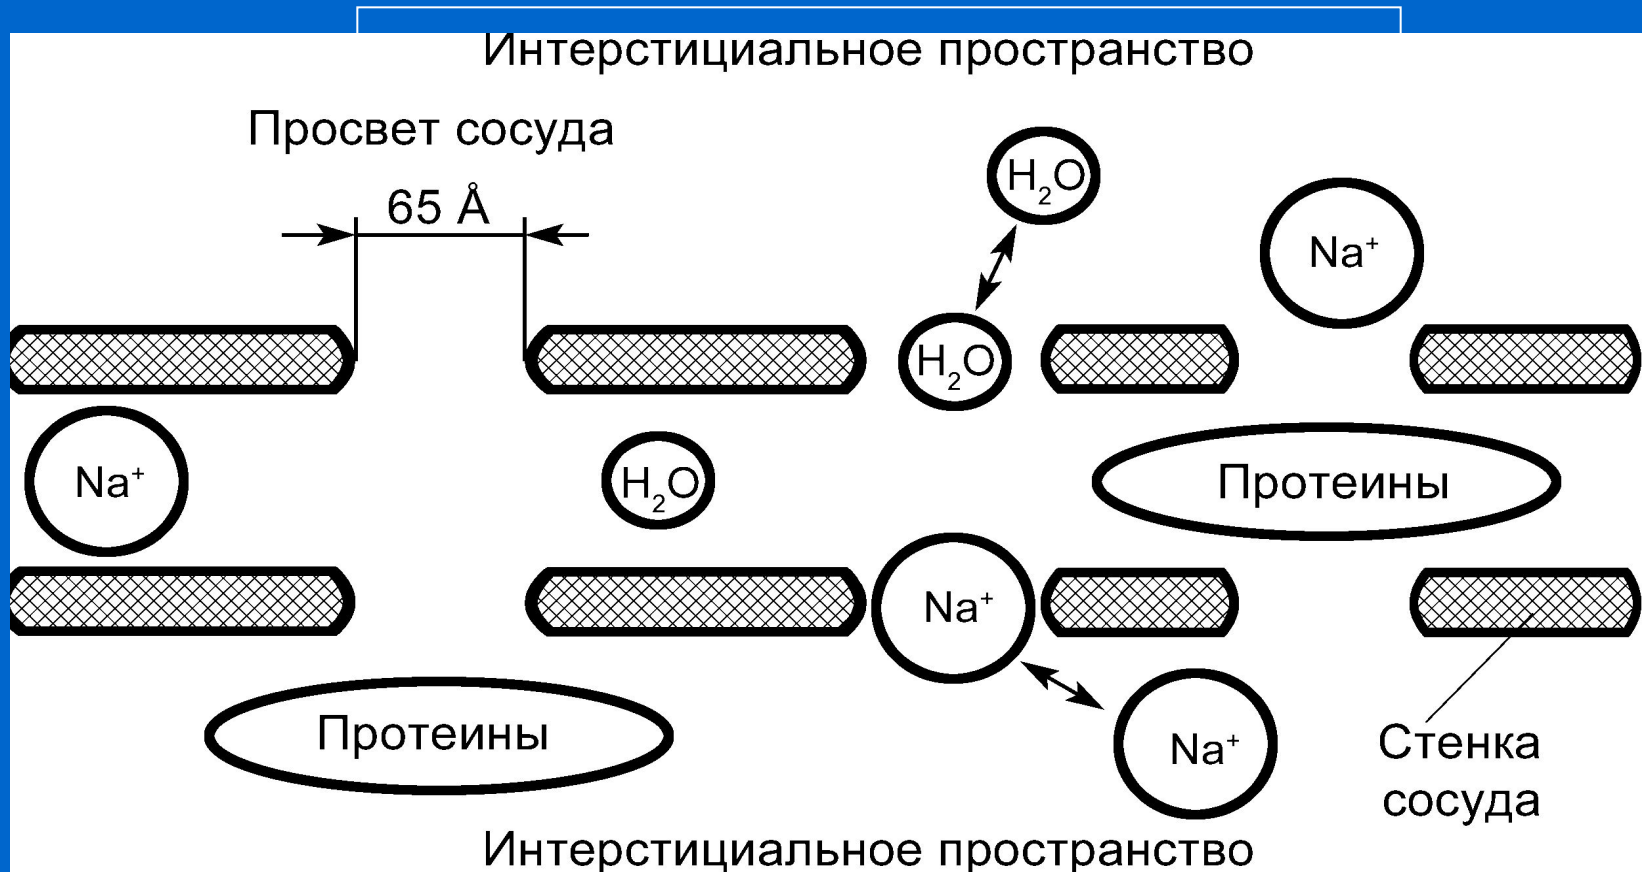 Интерстициальное пространство
Просвет сосуда
65 Å
H₂O
Na⁺
H₂O
Na⁺
H₂O
Протеины
Na⁺
Протеины
Na⁺
Стенка
сосуда
Интерстициальное пространство